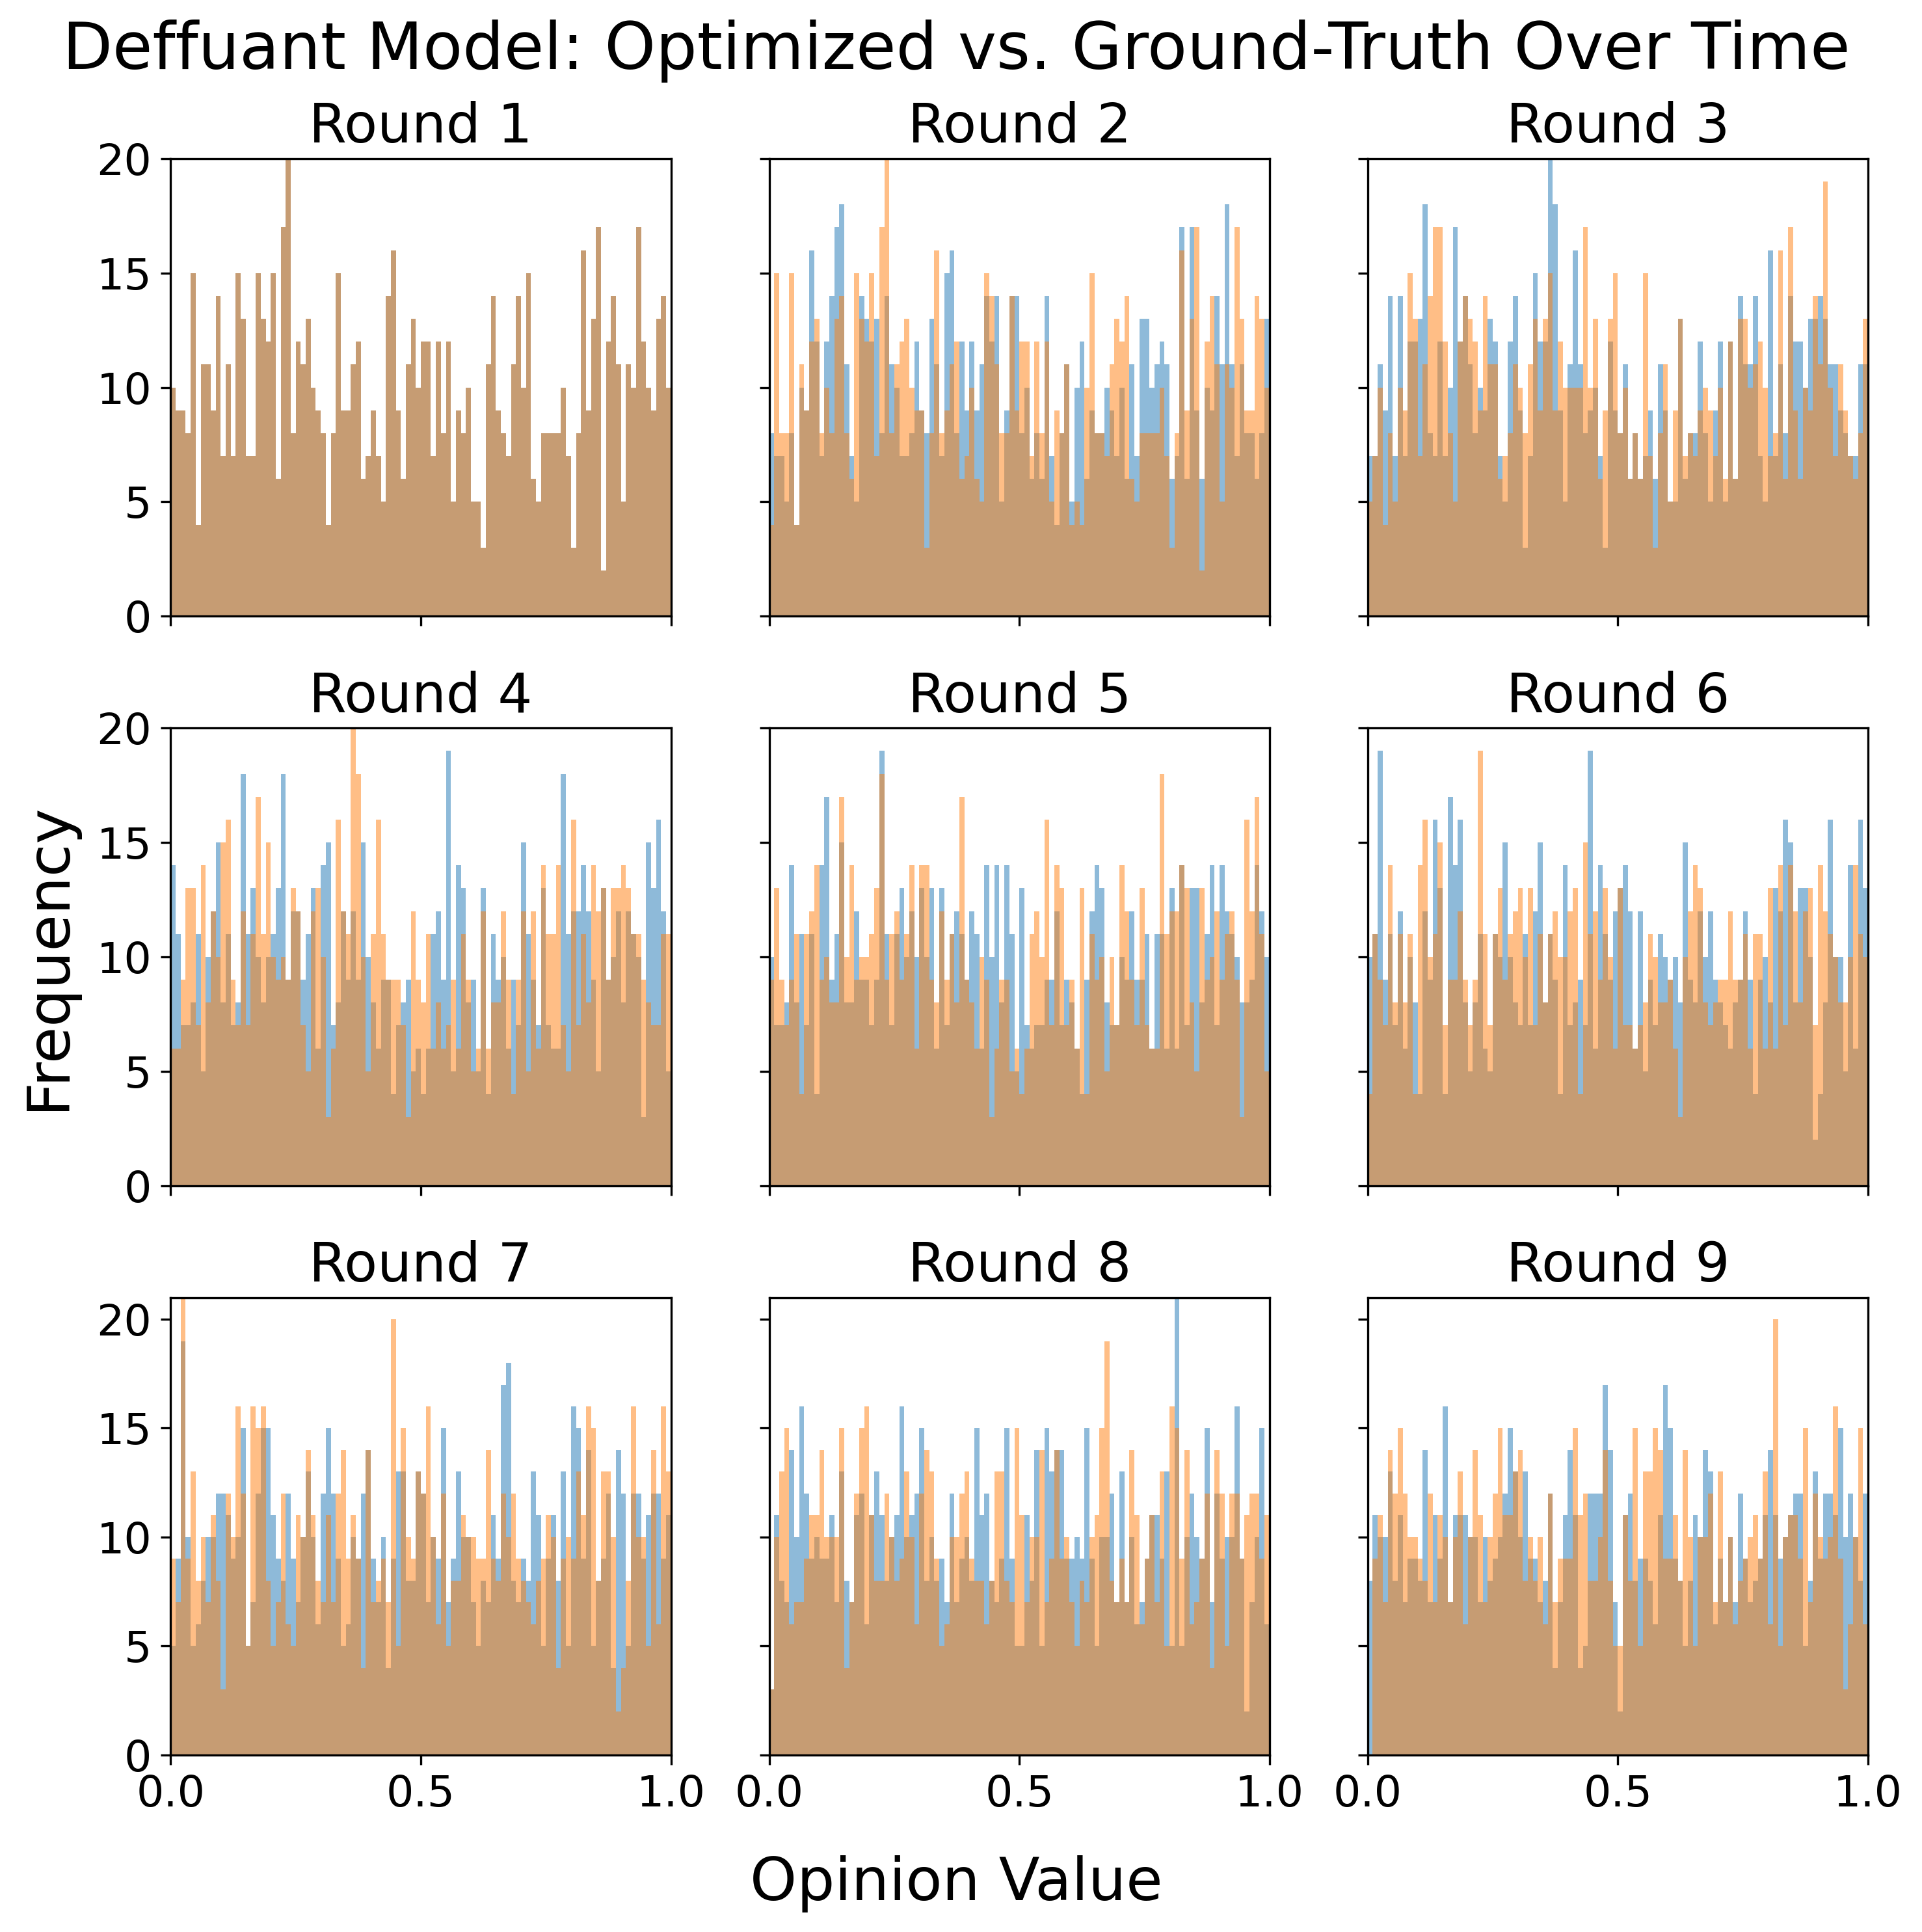 Deffuant Model: Optimized vs. Ground-Truth Over Time
Round 1
Round 2
Round 3
20
15
10
5
0
Round 4
Round 5
Round 6
20
15
10
5
0
Frequency
Round 7
Round 8
Round 9
20
15
10
5
0
0.0 0.5 1.0
0.0 0.5 1.0
0.0 0.5 1.0
Opinion Value